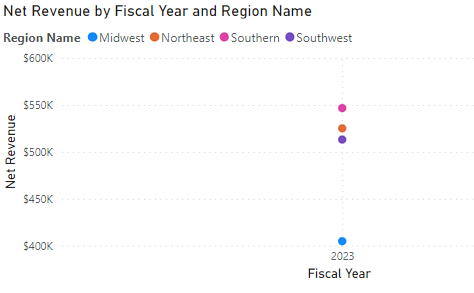 Net Revenue by Fiscal Year and Region Name
Region Name Midwest Northeast Southern Southwest
$600K
$550K
$500K
$450K
$400K
Net Revenue
2023
Fiscal Year